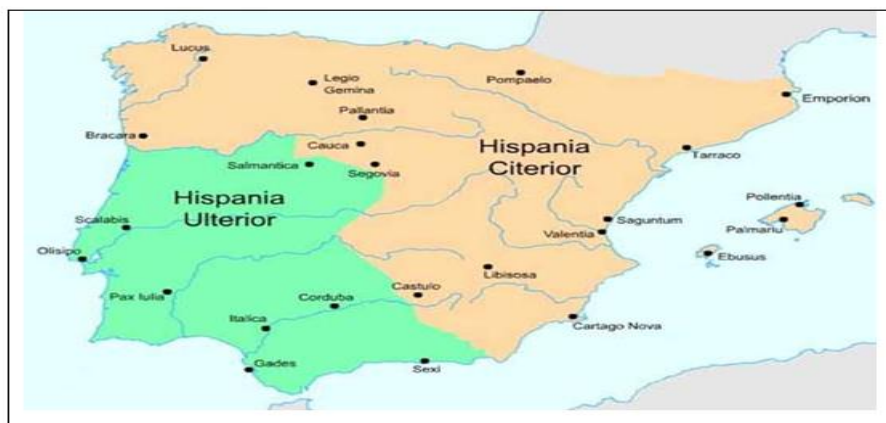 Lucus
Legio
Gemina
Pompaelo
Pallantia
Emporion
Bracara
Cauca
Hispania
Citerior
Tarraco
Salmantica
Segovia
Hispania
Ulterior
Pollentia
Scalabis
Saguntum
Palmariu
Valentia
Olisipo
Ebusus
Libisosa
Pax Iulia
Corduba
Castulo
Italica
Cartago Nova
Gades
Sexi